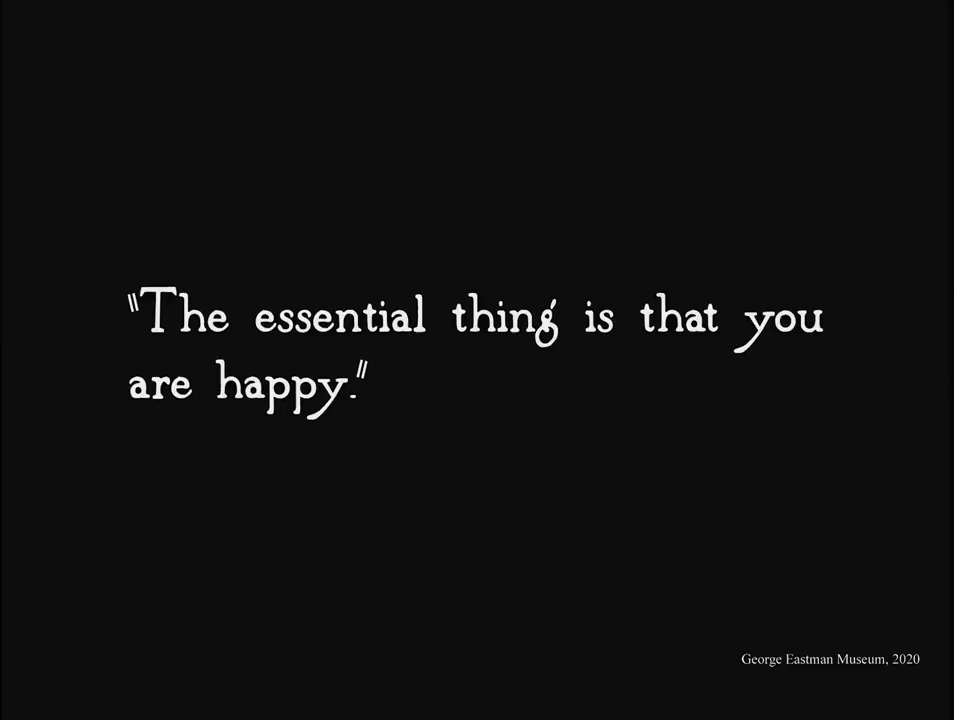 "The essential thing is that you
are happy."
George Eastman Museum, 2020